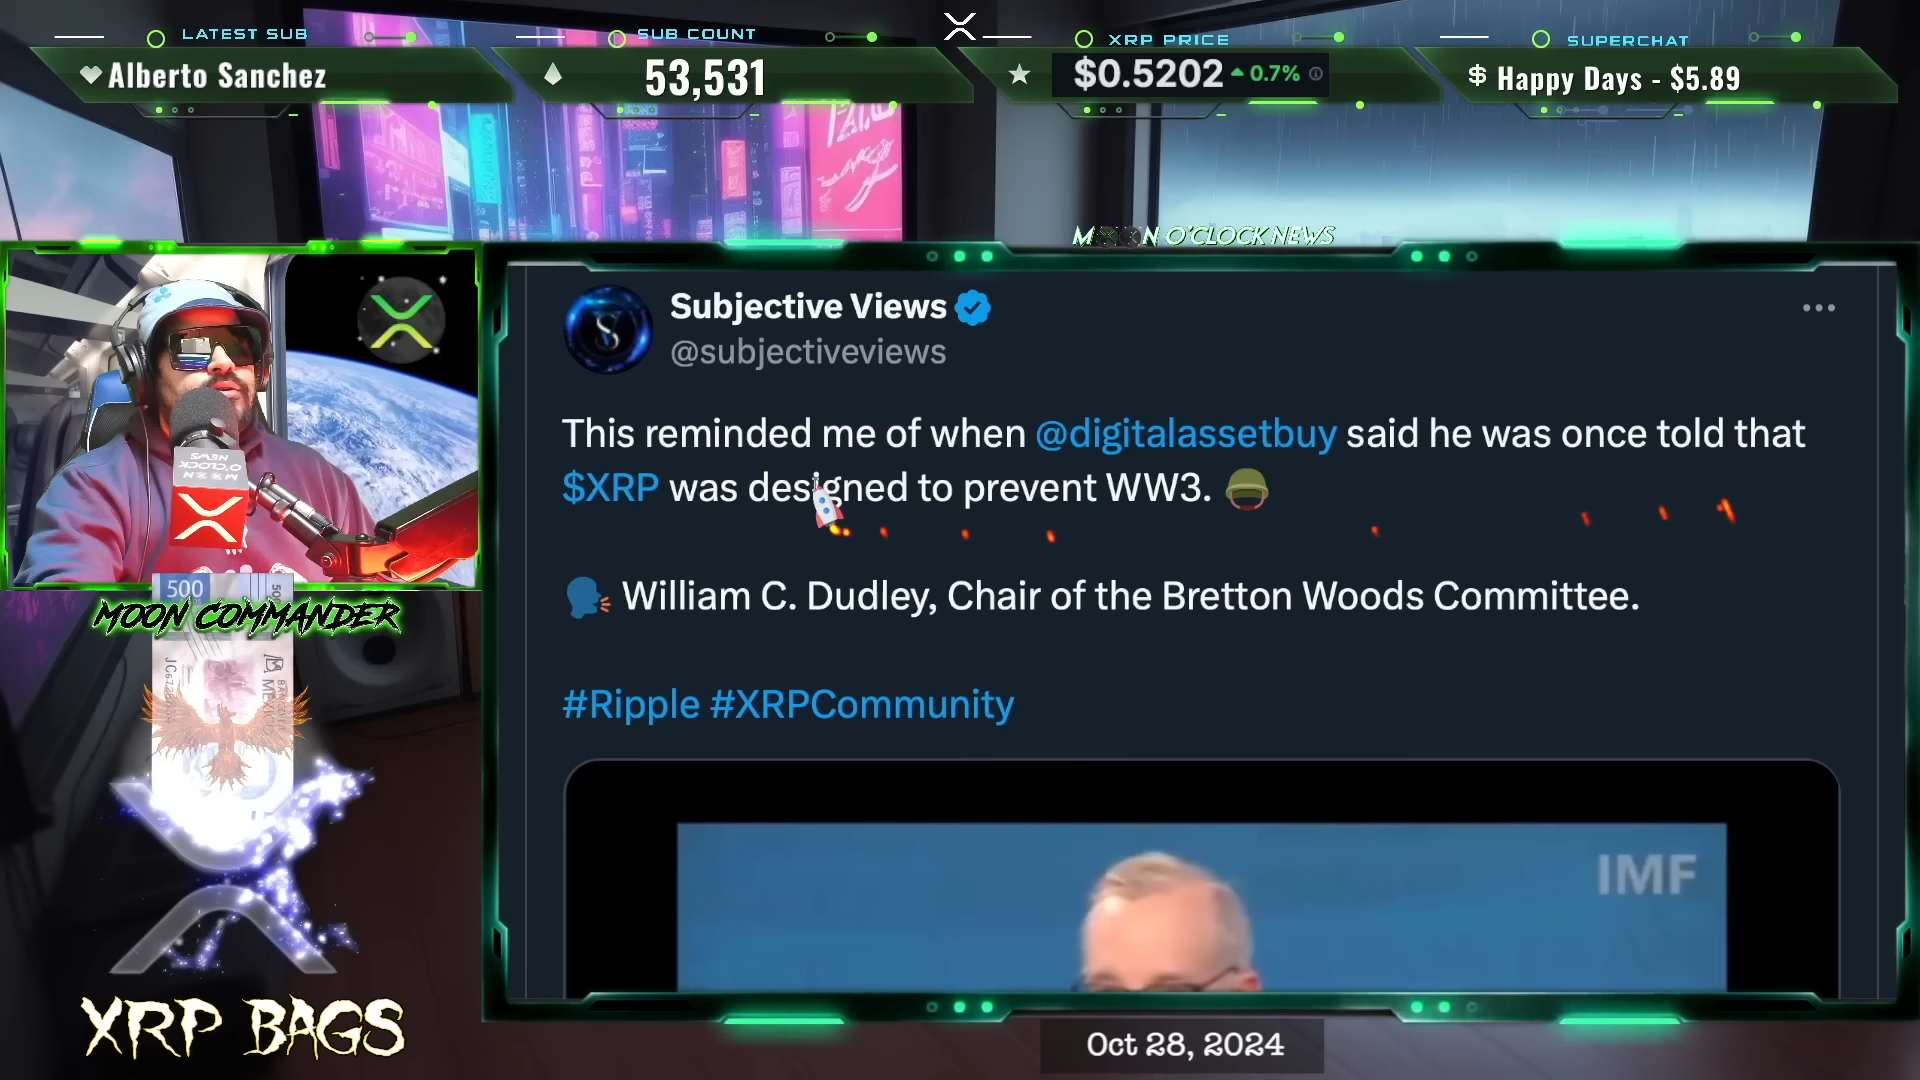 LATEST SUB
Alberto Sanchez
SUB COUNT
53,531
XRP PRICE
$0.5202 0.7%
SUPERCHAT
Happy Days - $5.89
O'CLOCK NEWS
Subjective Views
@subjectiveviews
This reminded me of when @digitalassetbuy said he was once told that
$XRP was designed to prevent WW3.
William C. Dudley, Chair of the Bretton Woods Committee.
#Ripple #XRPCommunity
IMF
O'CLOCK
NEWS
500
MOON COMMANDER
XRP BAGS
Oct 28, 2024